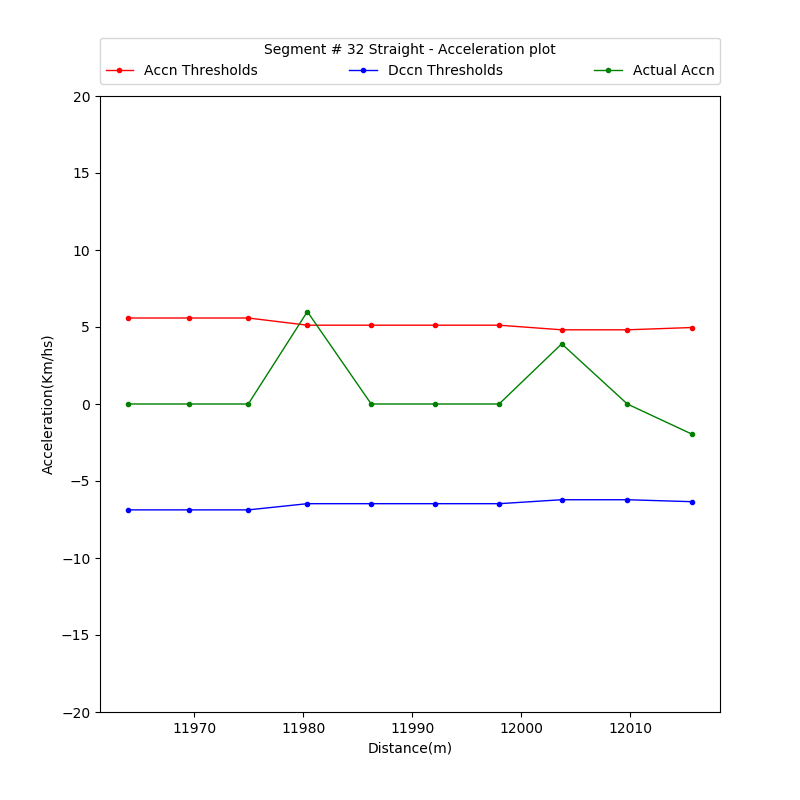 Segment # 32 Straight - Acceleration plot
Accn Thresholds Dccn Thresholds Actual Accn
20
15
10
5
0
−5
−10
−15
−20
Acceleration(Km/hs)
11970 11980 11990 12000 12010
Distance(m)